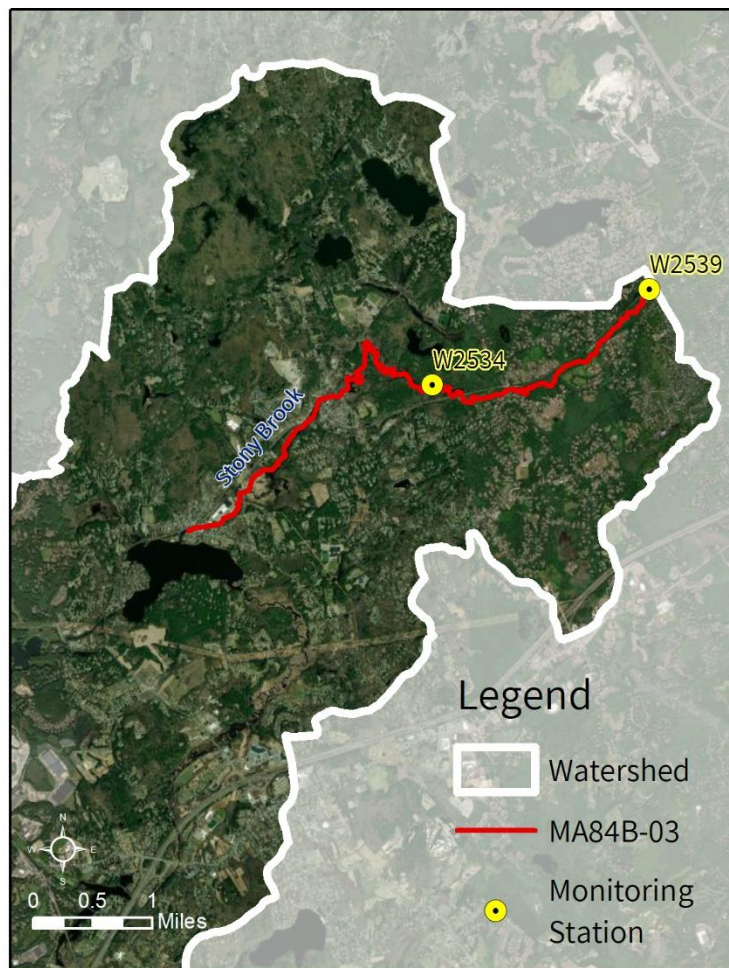 W2539
W2534
Stony Brook
Legend
Watershed
MA84B-03
Monitoring
Station
N
W E
S
0 0.5 1
Miles